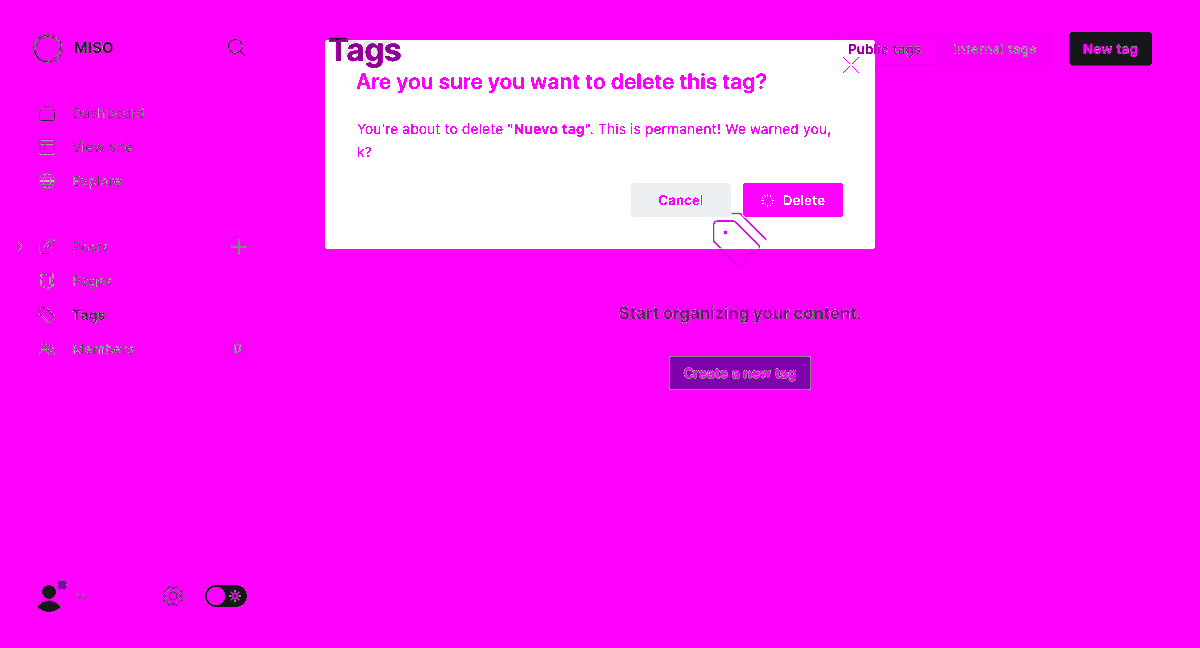 MISO
Dashboard
View site
Explore
Posts
Pages
Tags
Members 0
Tags
Public tags
Internal tags
New tag
Are you sure you want to delete this tag?
You're about to delete "Nuevo tag". This is permanent! We warned you,
k?
Cancel
Delete
Start organizing your content.
Create a new tag